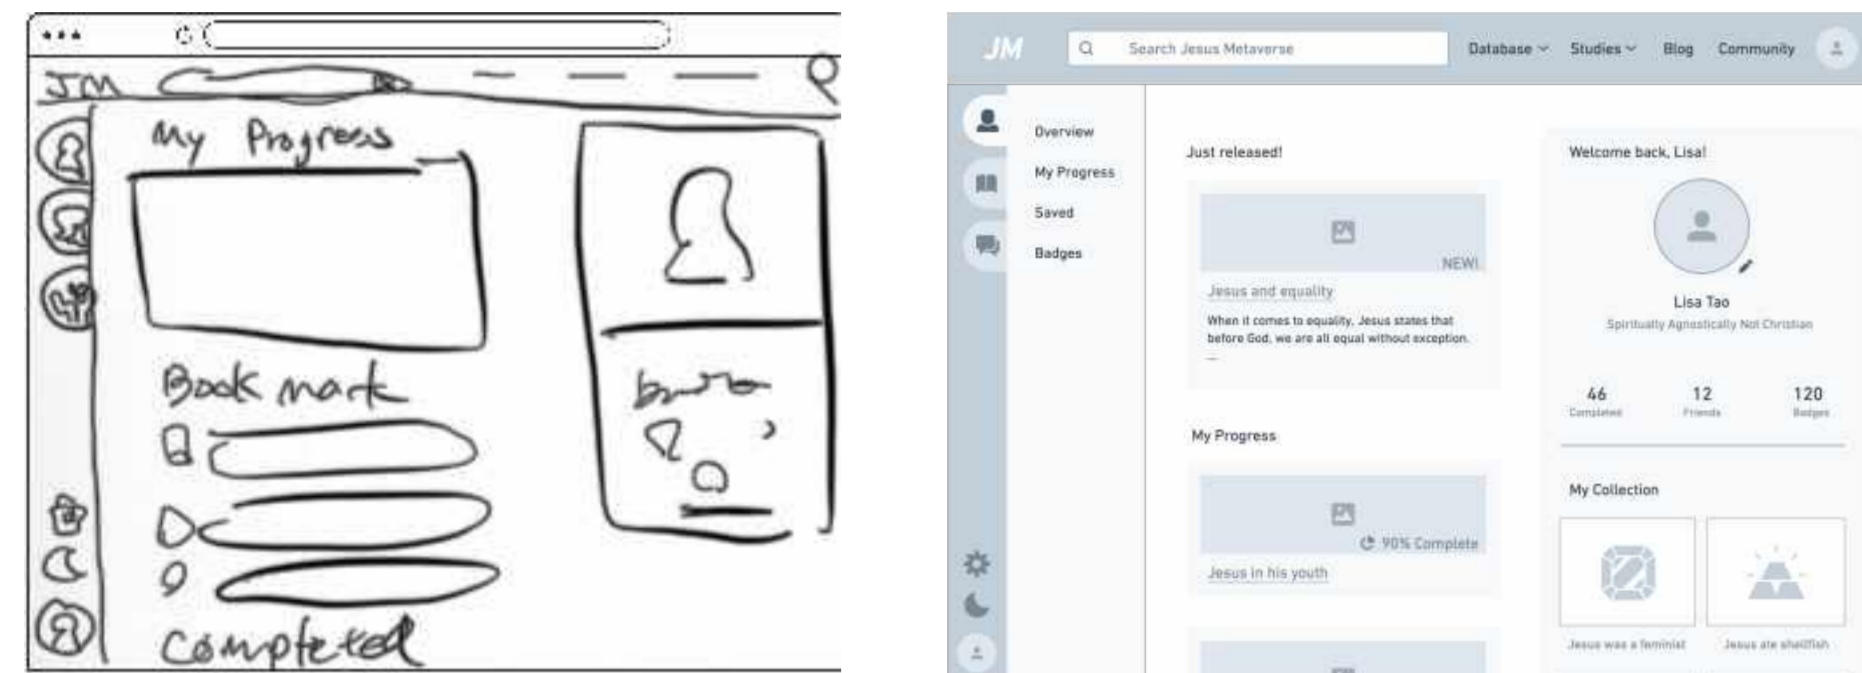 JM
My Progress
Book mark
Completed
JM
Search Jesus Metaverse
Database
Studies
Blog
Community
Overview
My Progress
Saved
Badges
Just released!
NEW!
Jesus and equality
When it comes to equality, Jesus states that
before God, we are all equal without exception.
...
My Progress
90% Complete
Jesus in his youth
Welcome back, Lisa!
Lisa Tao
Spiritually Agnostically Not Christian
46
12
120
Completed
Friends
Badges
My Collection
Jesus was a feminist
Jesus ate shellfish